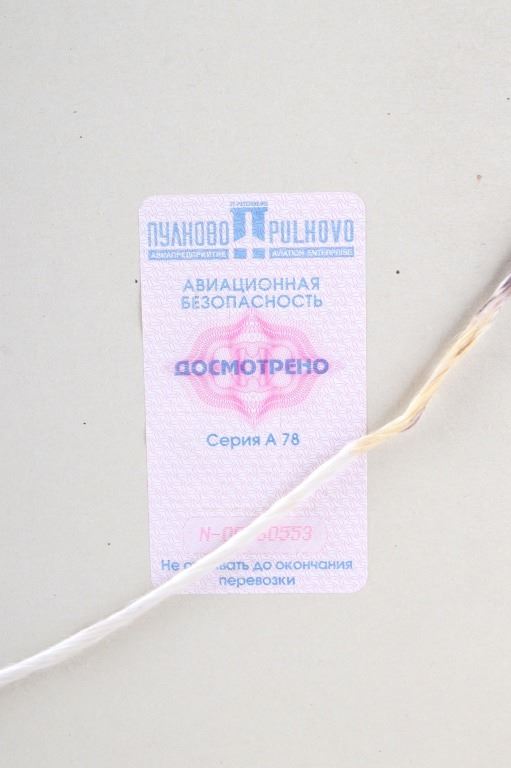 ST. PETERSBURG
ПУЛКОВО PULKOVO
АВИАПРЕДПРИЯТИЕ AVIATION ENTERPRISE
АВИАЦИОННАЯ
БЕЗОПАСНОСТЬ
ДОСМОТРЕНО
Серия А 78
Не до окончания
перевозки